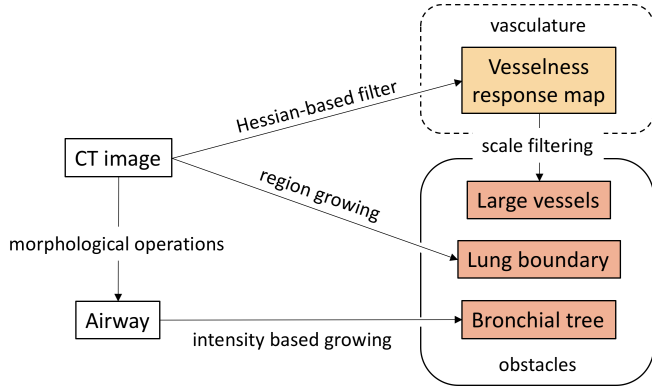 vasculature
Vesselness
response map
Hessian-based filter
scale filtering
CT image
region growing
Large vessels
morphological operations
Lung boundary
Airway
intensity based growing
Bronchial tree
obstacles